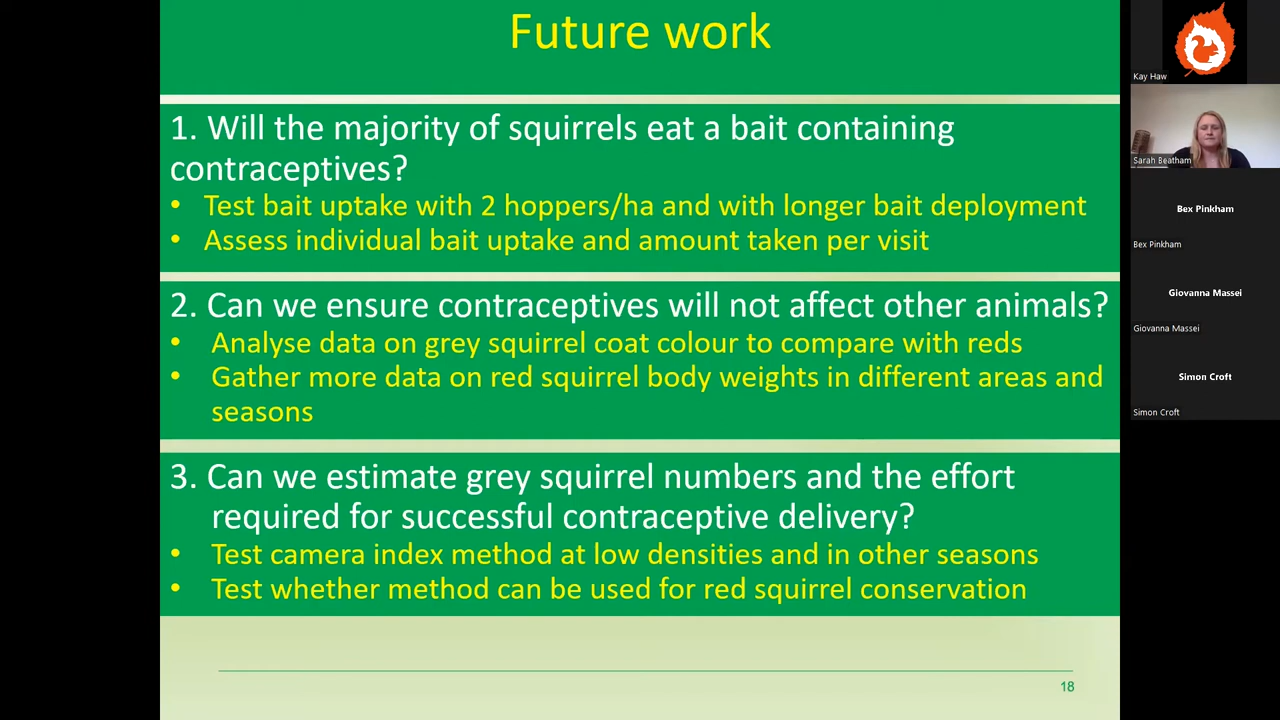 Future work
1. Will the majority of squirrels eat a bait containing
contraceptives?
• Test bait uptake with 2 hoppers/ha and with longer bait deployment
• Assess individual bait uptake and amount taken per visit
2. Can we ensure contraceptives will not affect other animals?
• Analyse data on grey squirrel coat colour to compare with reds
• Gather more data on red squirrel body weights in different areas and
seasons
3. Can we estimate grey squirrel numbers and the effort
required for successful contraceptive delivery?
• Test camera index method at low densities and in other seasons
• Test whether method can be used for red squirrel conservation
18
Kay Haw
Sarah Beatham
Bex Pinkham
Bex Pinkham
Giovanna Massei
Giovanna Massei
Simon Croft
Simon Croft